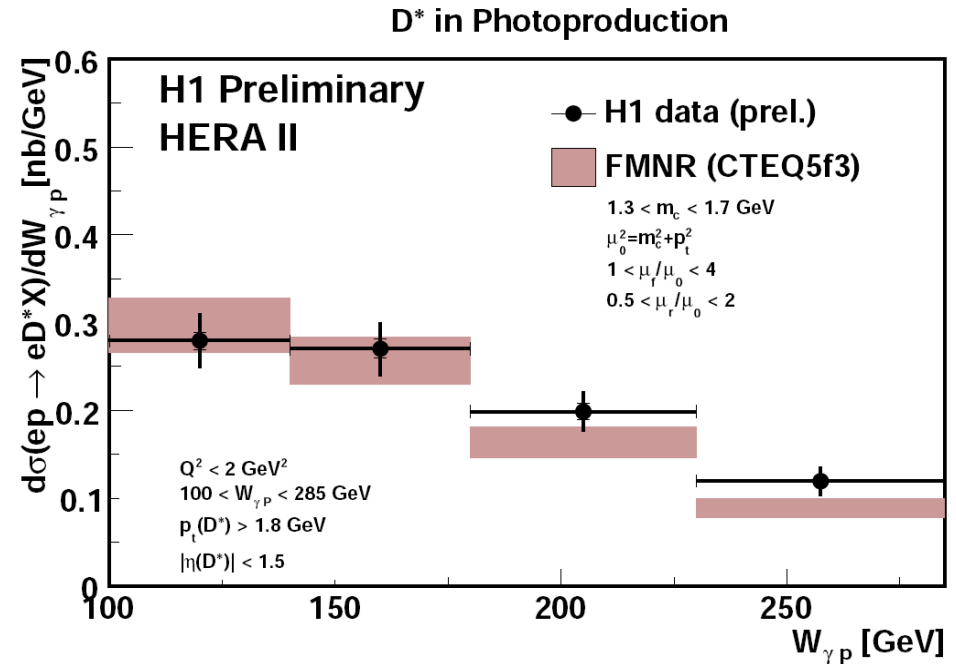 D* in Photoproduction
dσ(ep → eD*X)/dW_γp [nb/GeV]
0.6
0.5
0.4
0.3
0.2
0.1
0
H1 Preliminary
HERA II
H1 data (prel.)
FMNR (CTEQ5f3)
1.3 < m_c < 1.7 GeV
μ_0^2=m_c^2+p_t^2
1 < μ_f/μ_0 < 4
0.5 < μ_r/μ_0 < 2
Q² < 2 GeV²
100 < W_γP < 285 GeV
p_t(D*) > 1.8 GeV
|η(D*)| < 1.5
100 150 200 250
W_γp [GeV]